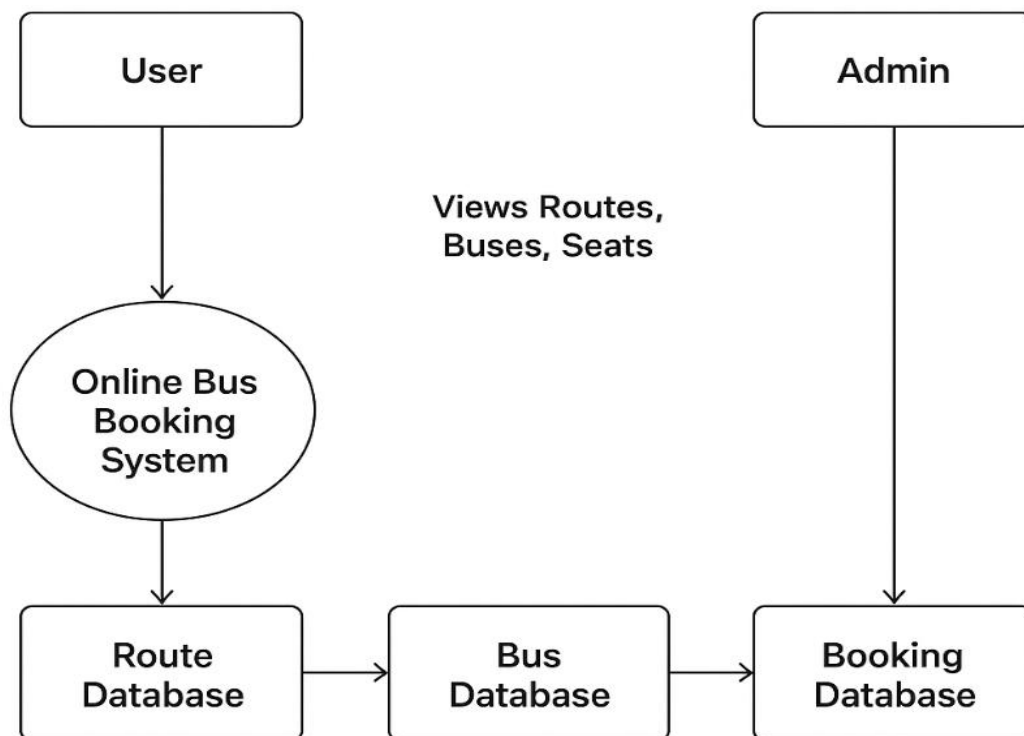 User
Admin
Views Routes,
Buses, Seats
Online Bus
Booking
System
Route
Database
Bus
Database
Booking
Database